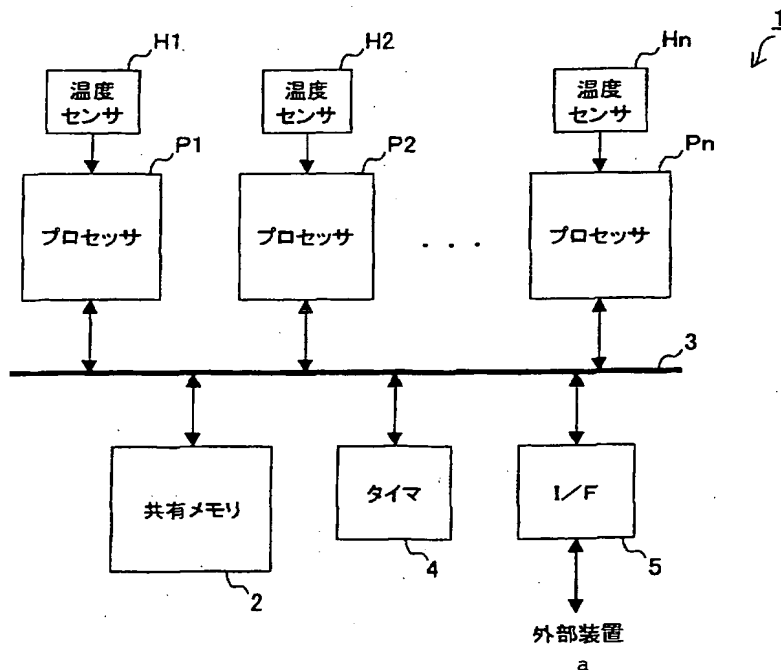 1
H1
H2
Hn
温度
センサ
温度
センサ
温度
センサ
P1
P2
Pn
プロセッサ
プロセッサ
. . .
プロセッサ
3
共有メモリ
タイマ
I/F
2
4
5
外部装置
a